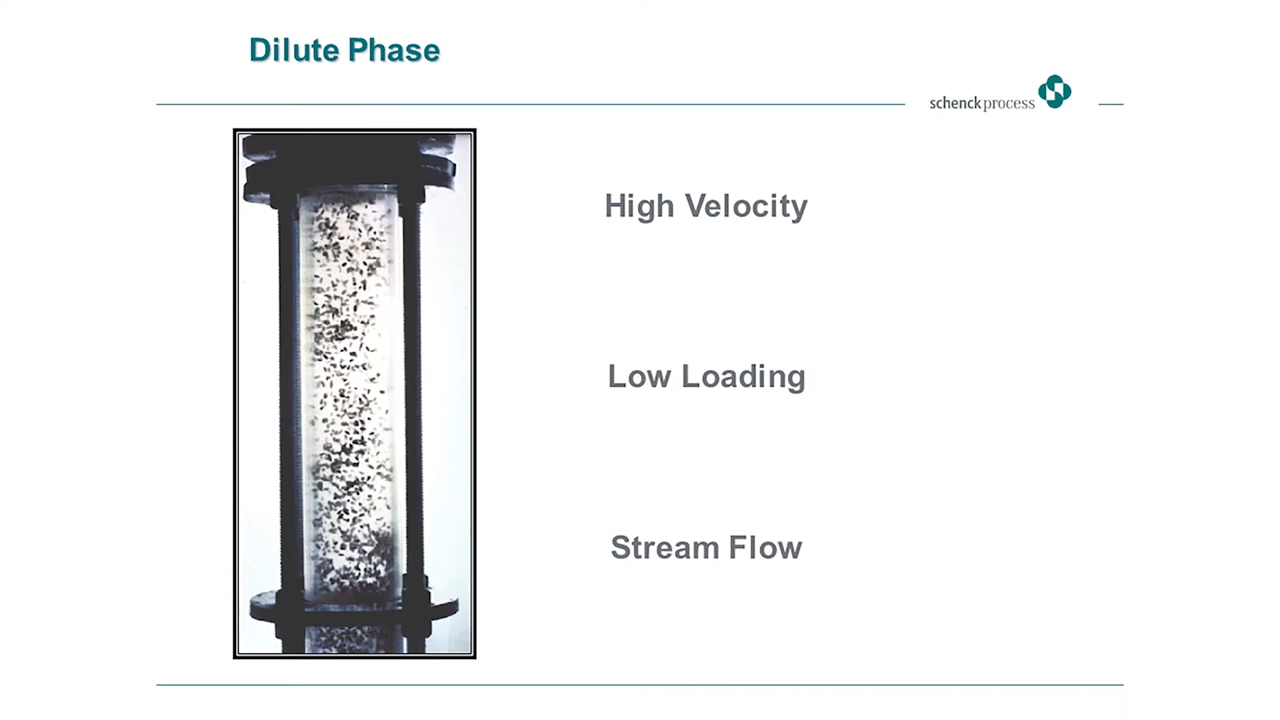 Dilute Phase
schenck process
High Velocity
Low Loading
Stream Flow